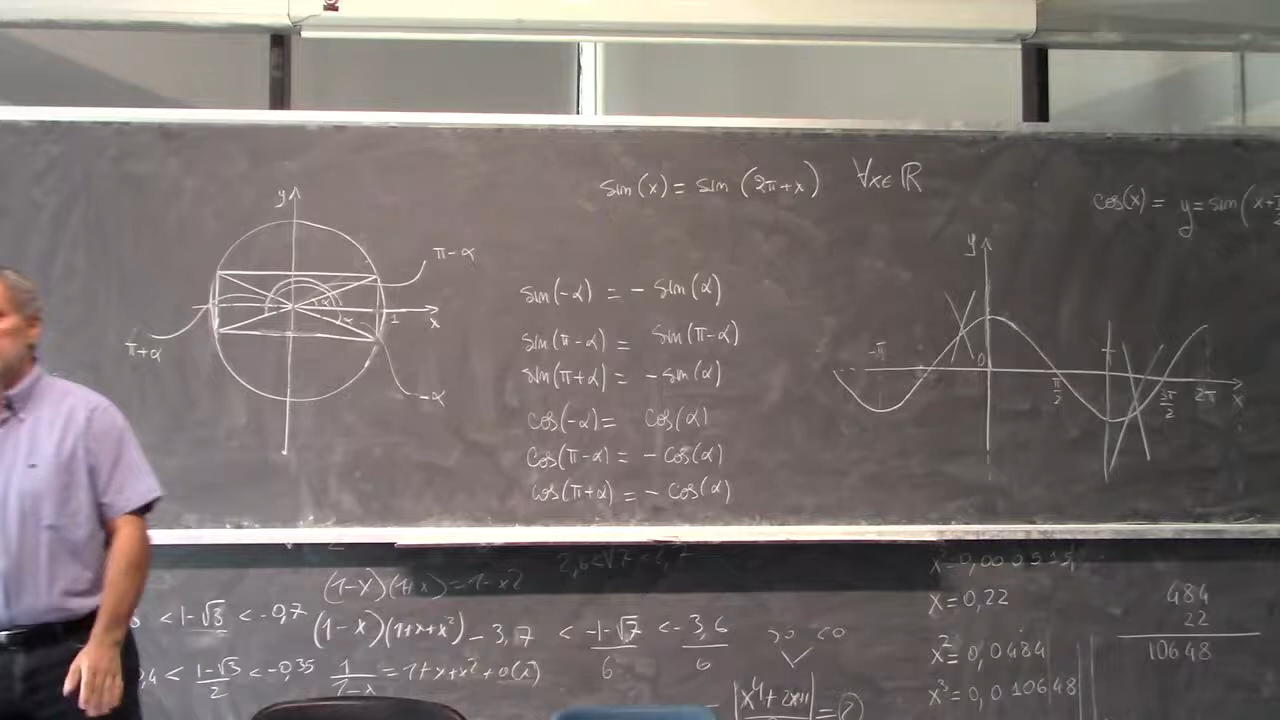 sin(x) = sin (2π+x) ∀x∈ℝ
cos(x) = y=sin(x+
y
π-α
α
1
x
π+α
-α
sin(-α) = - sin(α)
sin(π-α) = sin(π-α)
sin(π+α) = -sin(α)
cos(-α) = cos(α)
cos(π-α) = - cos(α)
cos(π+α) = - cos(α)
y
-π
0
π/2
3π/2
2π
x
(1-x)(1+x)=1-x2
< 1-√3 < -0,7
(1-x)(1+x+x²)
-3,7 < -1-√7 < -3,6
6 6
>0 <0
< (1-√3)/2 < -0,35
1/(1-x) = 1+x+x²+o(x)
x=0,22
x²=0,0484
x³=0,010648
484
22
10648